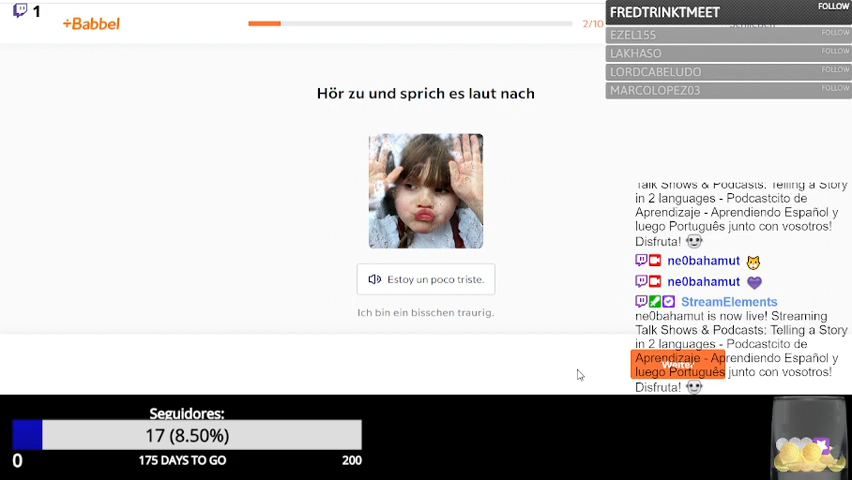 1
+Babbel
2/10
FREDTRINKTMEET FOLLOW
EZEL155 FOLLOW
LAKHASO FOLLOW
LORDCABELUDO FOLLOW
MARCOLOPEZ03 FOLLOW
Hör zu und sprich es laut nach
Estoy un poco triste.
Ich bin ein bisschen traurig.
Talk Shows & Podcasts: Telling a Story
in 2 languages - Podcastcito de
Aprendizaje - Aprendiendo Español y
luego Português junto con vosotros!
Disfruta!
ne0bahamut
ne0bahamut
StreamElements
ne0bahamut is now live! Streaming
Talk Shows & Podcasts: Telling a Story
in 2 languages - Podcastcito de
Aprendizaje - Aprendiendo Español y
luego Português junto con vosotros!
Disfruta!
Weiter
Seguidores:
17 (8.50%)
0 175 DAYS TO GO 200